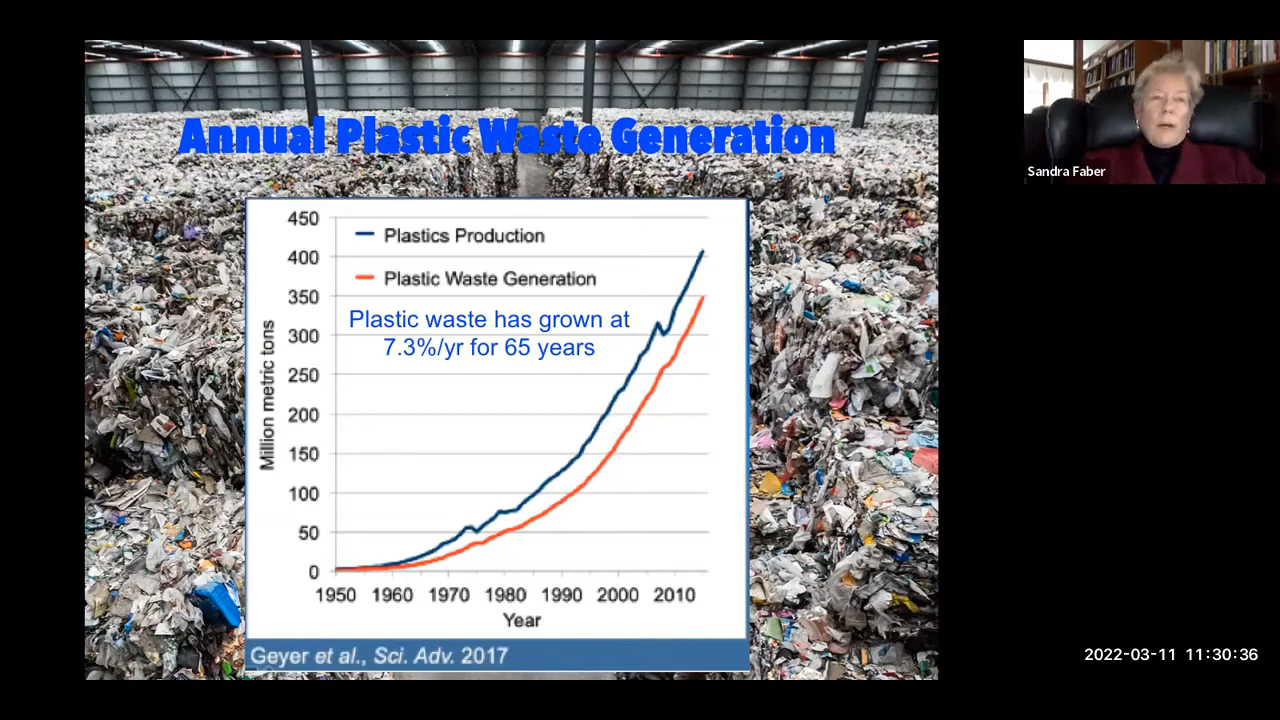 Annual Plastic Waste Generation
Sandra Faber
450
400
350
300
250
200
150
100
50
0
Million metric tons
Plastics Production
Plastic Waste Generation
Plastic waste has grown at
7.3%/yr for 65 years
1950 1960 1970 1980 1990 2000 2010
Year
Geyer et al., Sci. Adv. 2017
2022-03-11 11:30:36